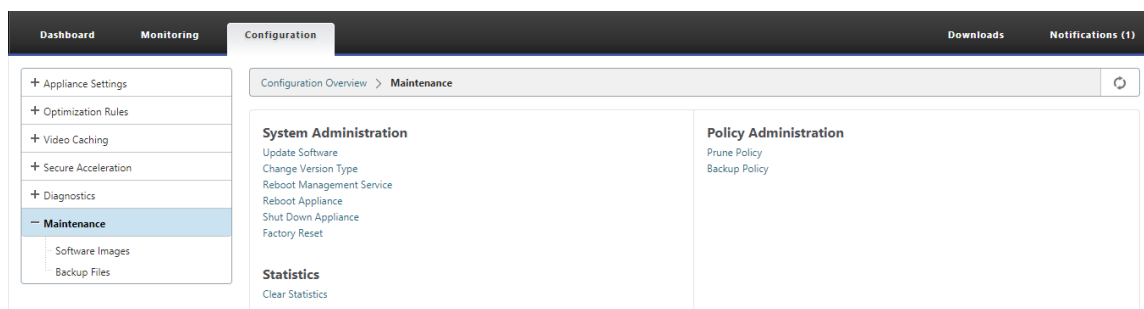 Dashboard Monitoring Configuration Downloads Notifications (1)
+ Appliance Settings
+ Optimization Rules
+ Video Caching
+ Secure Acceleration
+ Diagnostics
− Maintenance
Software Images
Backup Files
Configuration Overview > Maintenance
System Administration
Update Software
Change Version Type
Reboot Management Service
Reboot Appliance
Shut Down Appliance
Factory Reset
Statistics
Clear Statistics
Policy Administration
Prune Policy
Backup Policy